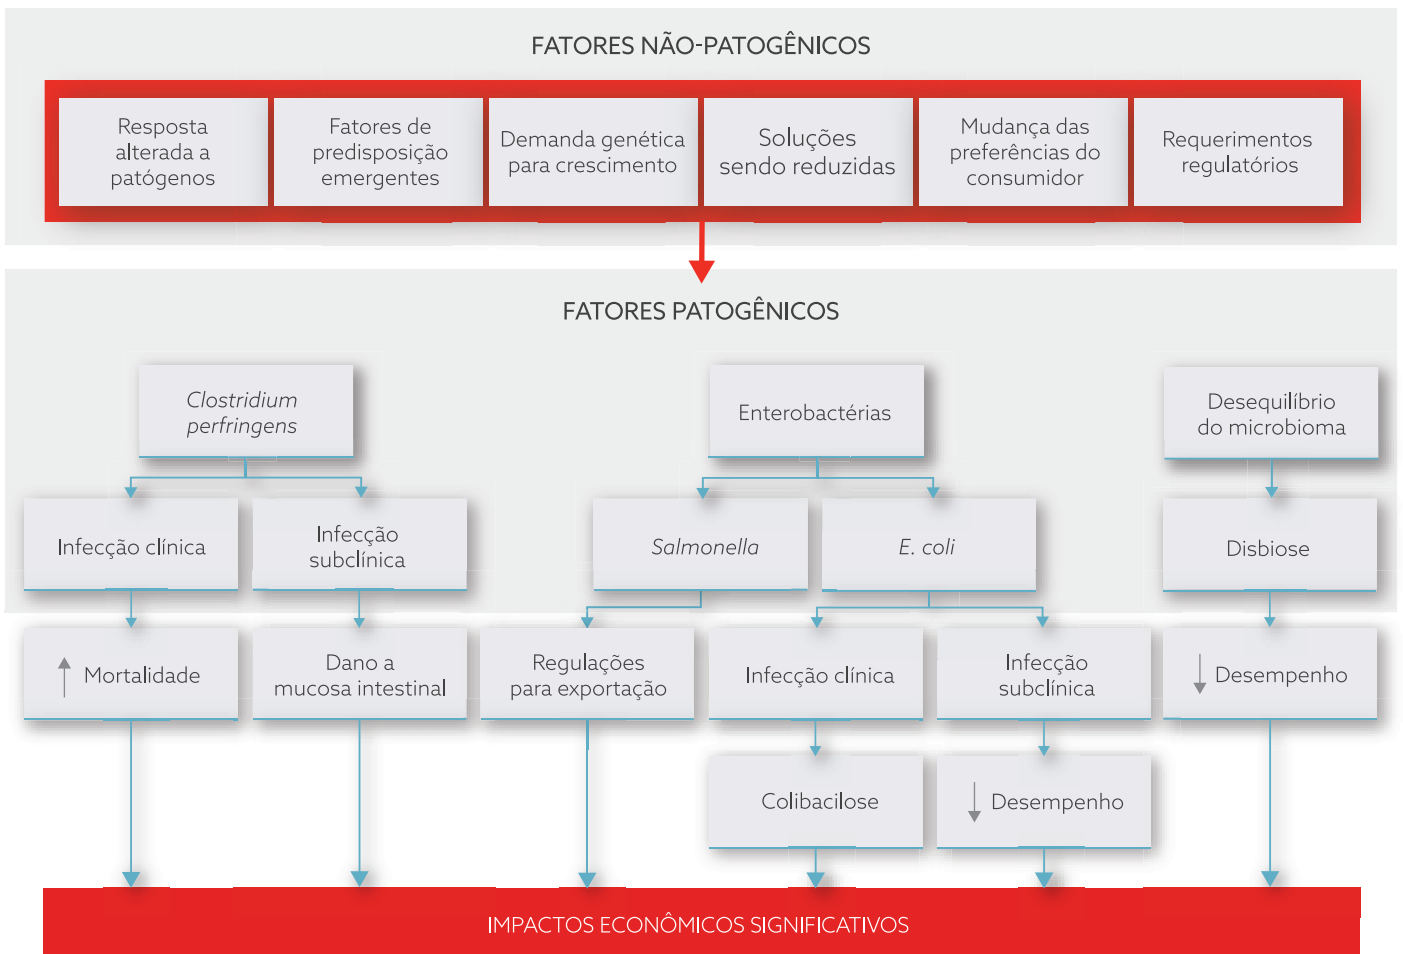 FATORES NÃO-PATOGÊNICOS
Resposta
alterada a
patógenos
Fatores de
predisposição
emergentes
Demanda genética
para crescimento
Soluções
sendo reduzidas
Mudança das
preferências do
consumidor
Requerimentos
regulatórios
FATORES PATOGÊNICOS
Clostridium
perfringens
Enterobactérias
Desequilíbrio
do microbioma
Infecção clínica
Infecção
subclínica
Salmonella
E. coli
Disbiose
Mortalidade
Dano a
mucosa intestinal
Regulações
para exportação
Infecção clínica
Infecção
subclínica
Desempenho
Colibacilose
Desempenho
IMPACTOS ECONÔMICOS SIGNIFICATIVOS